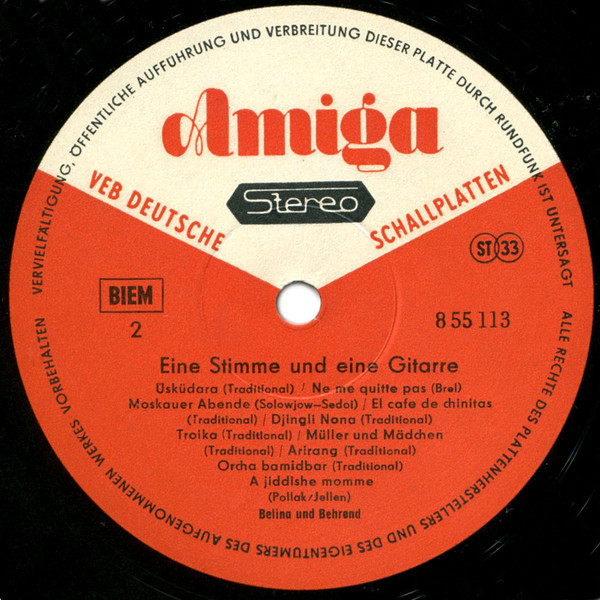 VERVIELFÄLTIGUNG, ÖFFENTLICHE AUFFÜHRUNG UND VERBREITUNG DIESER PLATTE DURCH RUNDFUNK IST UNTERSAGT
Amiga
VEB DEUTSCHE SCHALLPLATTEN
Stereo
ST 33
BIEM
2
8 55 113
Eine Stimme und eine Gitarre
Üsküdara (Traditional) / Ne me quitte pas (Brel)
Moskauer Abende (Solowjow—Sedoi) / El cafe de chinitas
(Traditional) / Djingli Nona (Traditional)
Troika (Traditional) / Müller und Mädchen
(Traditional) / Arirang (Traditional)
Orcha bamidbar (Traditional)
A jiddishe momme
(Pollak/Jellen)
Belina und Behrend
ALLE RECHTE DES PLATTENHERSTELLERS UND DES EIGENTÜMERS DES AUFGENOMMENEN WERKES VORBEHALTEN